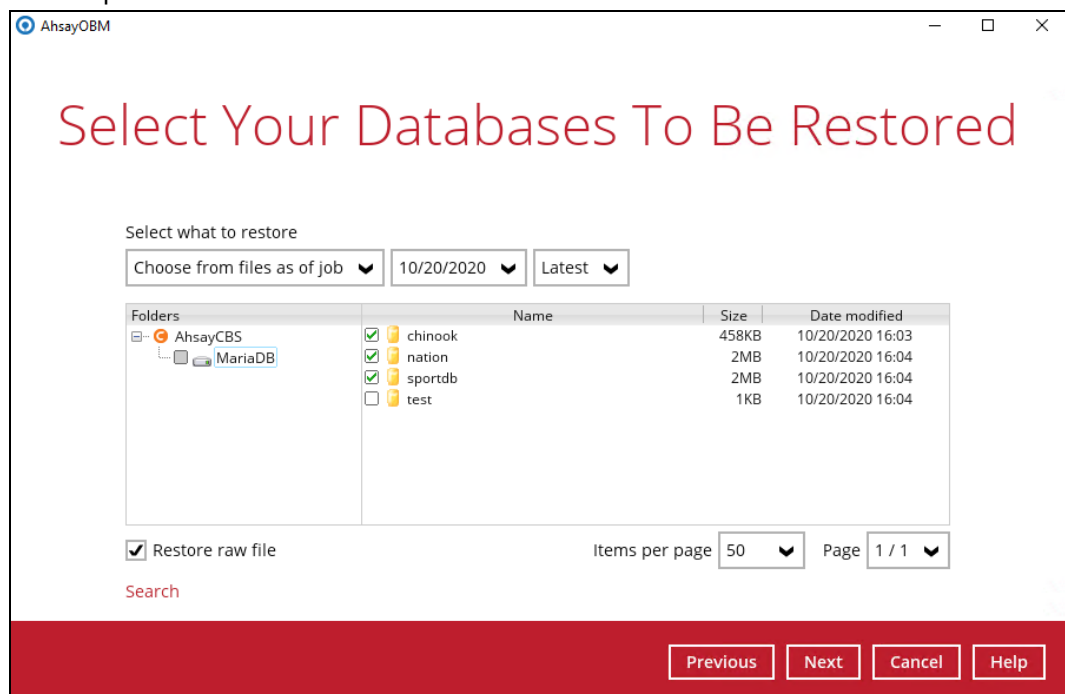 AhsayOBM
Select Your Databases To Be Restored
Select what to restore
Choose from files as of job 10/20/2020 Latest
Folders Name Size Date modified
AhsayCBS chinook 458KB 10/20/2020 16:03
MariaDB nation 2MB 10/20/2020 16:04
sportdb 2MB 10/20/2020 16:04
test 1KB 10/20/2020 16:04
Restore raw file Items per page 50 Page 1 / 1
Search
Previous Next Cancel Help